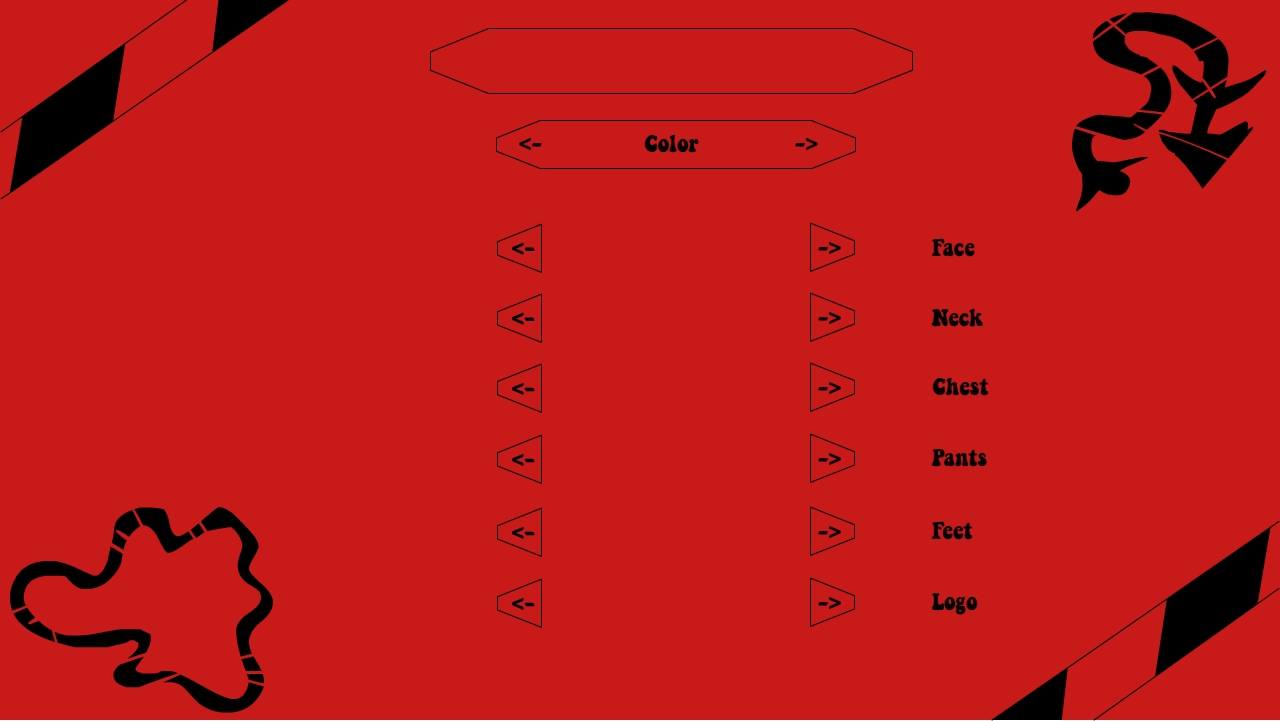 <- Color ->
<- -> Face
<- -> Neck
<- -> Chest
<- -> Pants
<- -> Feet
<- -> Logo